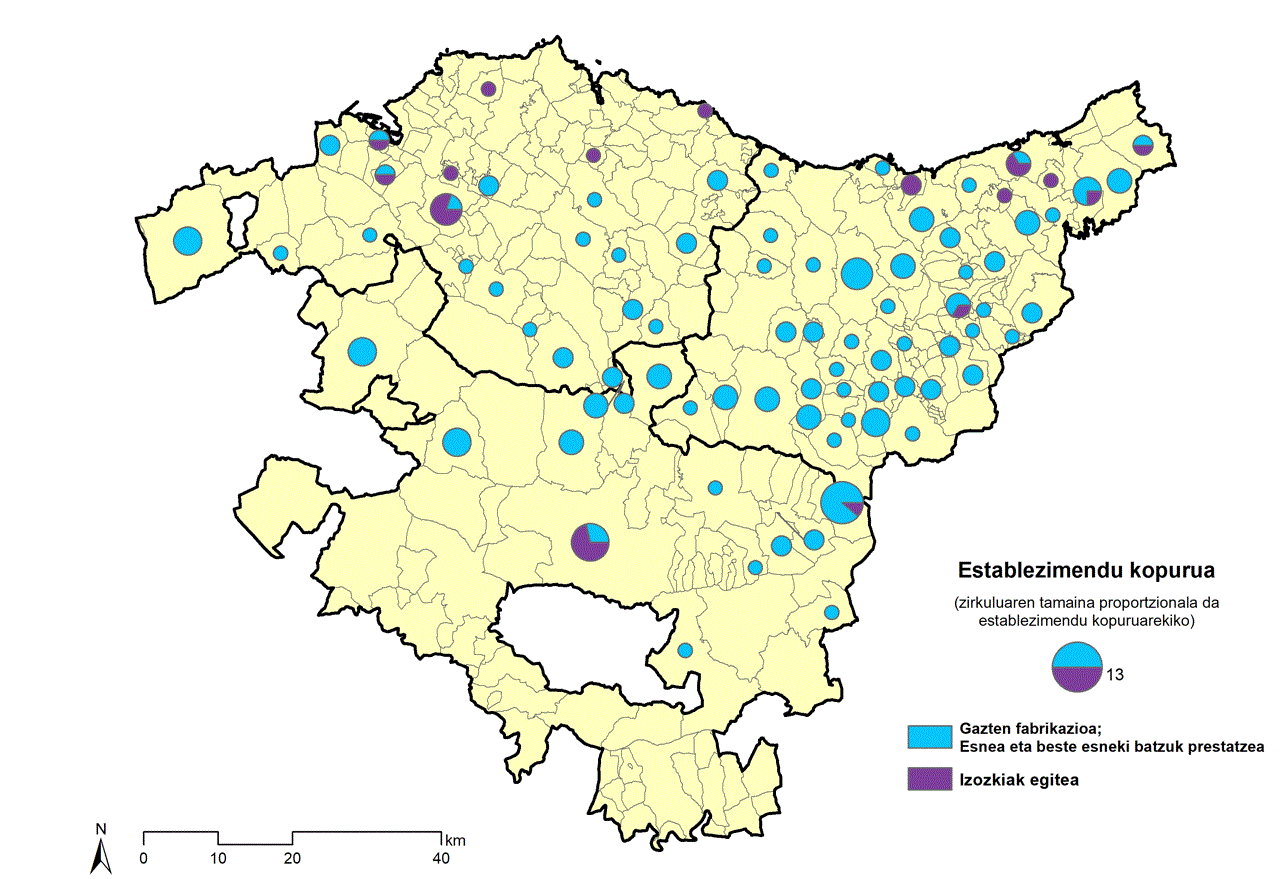 Establezimendu kopurua
(zirkuluaren tamaina proportzionala da
establezimendu kopuruarekiko)
13
Gazten fabrikazioa;
Esnea eta beste esneki batzuk prestatzea
Izozkiak egitea
N
km
0 10 20 40